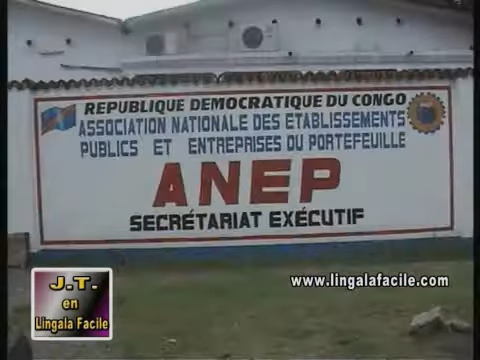 REPUBLIQUE DEMOCRATIQUE DU CONGO
ASSOCIATION NATIONALE DES ETABLISSEMENTS
PUBLICS ET ENTREPRISES DU PORTEFEUILLE
ANEP
SECRÉTARIAT EXÉCUTIF
www.lingalafacile.com
J.T.
en
Lingala Facile